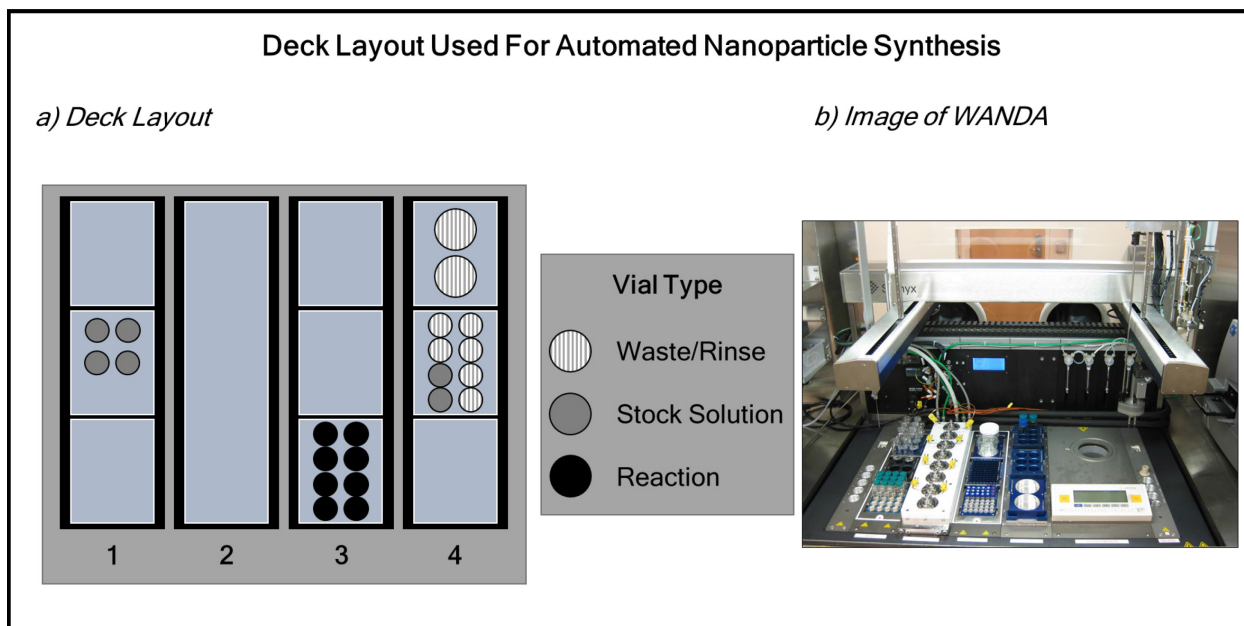 Deck Layout Used For Automated Nanoparticle Synthesis
a) Deck Layout
b) Image of WANDA
Vial Type
Waste/Rinse
Stock Solution
Reaction
1 2 3 4